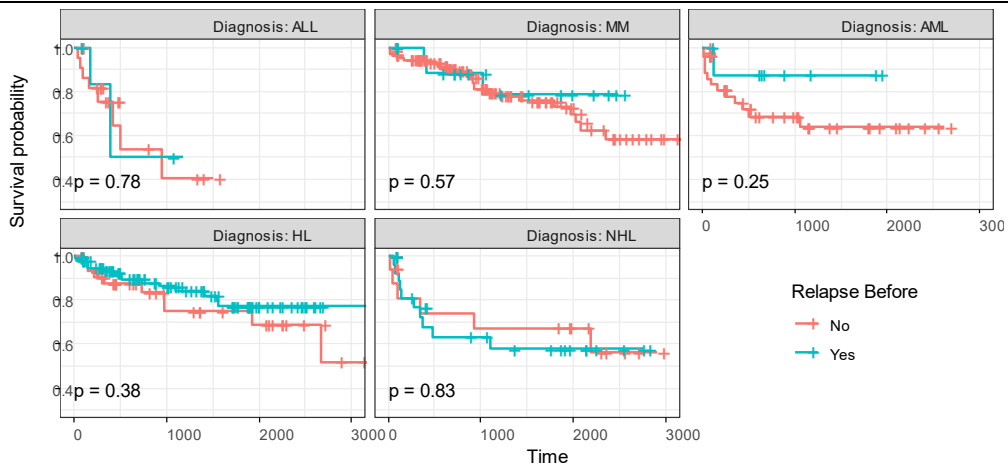 Diagnosis: ALL
Diagnosis: MM
Diagnosis: AML
Survival probability
1.0
0.8
0.6
0.4
p = 0.78
p = 0.57
p = 0.25
0 1000 2000 300
Diagnosis: HL
Diagnosis: NHL
1.0
0.8
0.6
0.4
p = 0.38
p = 0.83
0 1000 2000 3000
0 1000 2000 3000
Time
Relapse Before
No
Yes